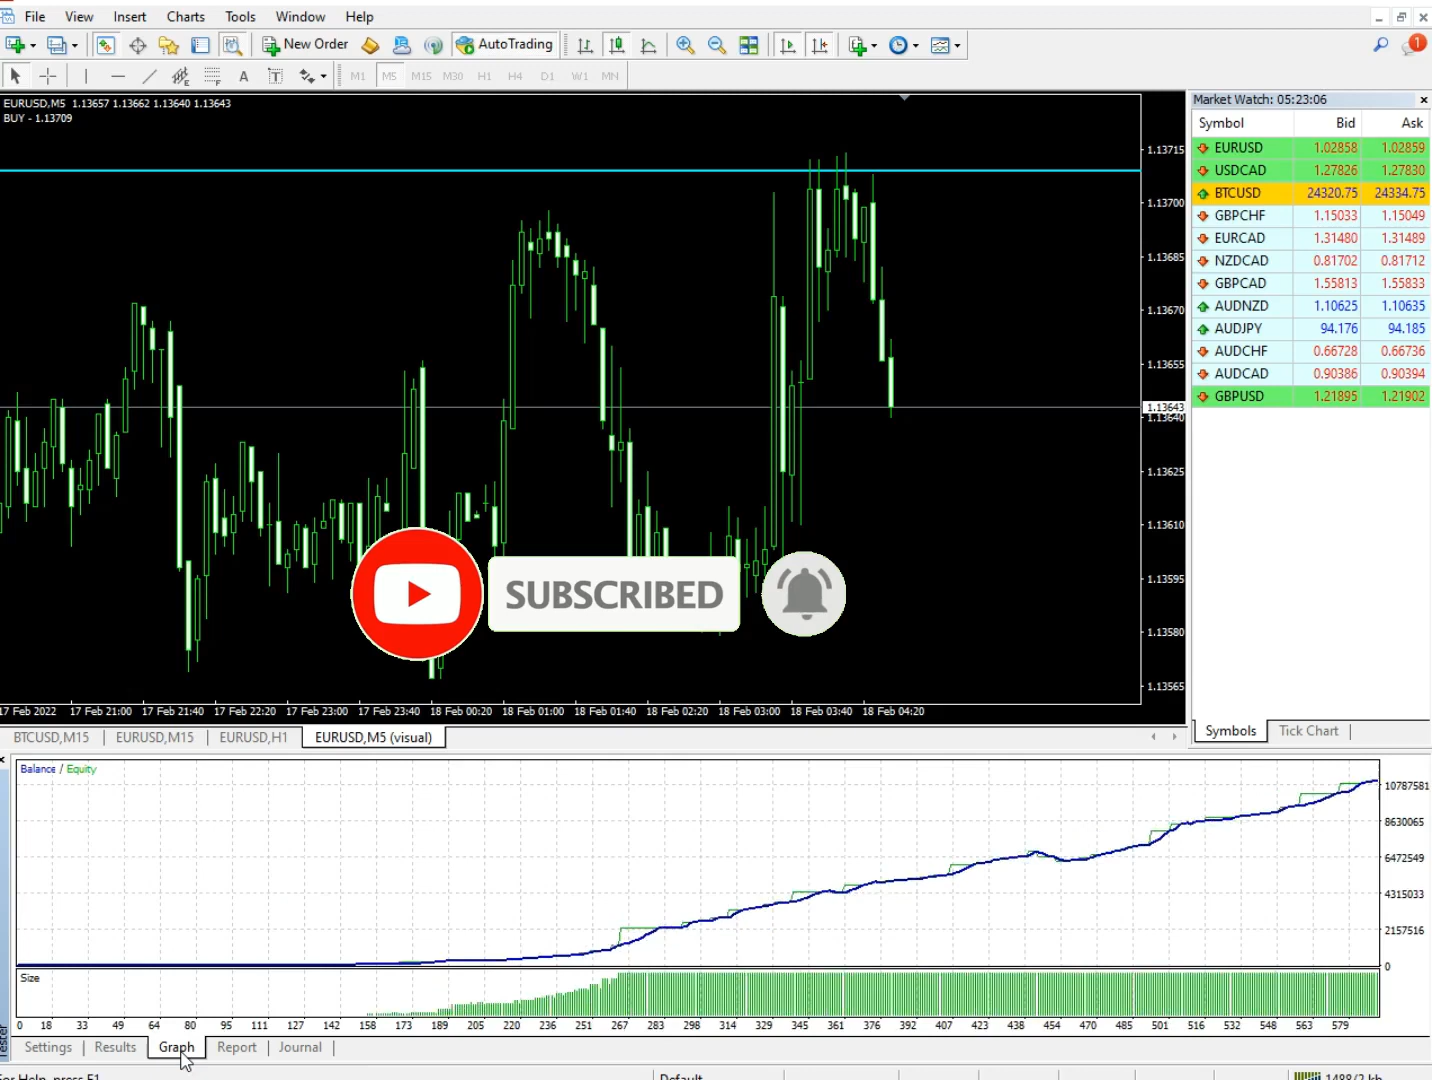 File View Insert Charts Tools Window Help
New Order AutoTrading 1
A T M1 M5 M15 M30 H1 H4 D1 W1 MN
EURUSD,M5 1.13657 1.13662 1.13640 1.13643
BUY - 1.13709
1.13715
1.13700
1.13685
1.13670
1.13655
1.13643
1.13640
1.13625
1.13610
1.13595
1.13580
1.13565
SUBSCRIBED
17 Feb 2022 17 Feb 21:00 17 Feb 21:40 17 Feb 22:20 17 Feb 23:00 17 Feb 23:40 18 Feb 00:20 18 Feb 01:00 18 Feb 01:40 18 Feb 02:20 18 Feb 03:00 18 Feb 03:40 18 Feb 04:20
BTCUSD,M15 EURUSD,M15 EURUSD,H1 EURUSD,M5 (visual)
Market Watch: 05:23:06
Symbol Bid Ask
EURUSD 1.02858 1.02859
USDCAD 1.27826 1.27830
BTCUSD 24320.75 24334.75
GBPCHF 1.15033 1.15049
EURCAD 1.31480 1.31489
NZDCAD 0.81702 0.81712
GBPCAD 1.55813 1.55833
AUDNZD 1.10625 1.10635
AUDJPY 94.176 94.185
AUDCHF 0.66728 0.66736
AUDCAD 0.90386 0.90394
GBPUSD 1.21895 1.21902
Symbols Tick Chart
Balance / Equity
10787581
8630065
6472549
4315033
2157516
0
Size
0 18 33 49 64 80 95 111 127 142 158 173 189 205 220 236 251 267 283 298 314 329 345 361 376 392 407 423 438 454 470 485 501 516 532 548 563 579
Tester
Settings Results Graph Report Journal
For Help, press F1 Default 1488/2 kb